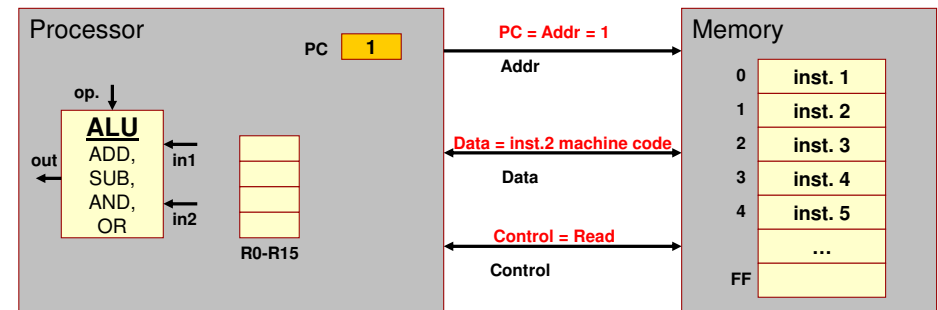 Processor
PC 1
op.
ALU
ADD,
SUB,
AND,
OR
out
in1
in2
R0-R15
PC = Addr = 1
Addr
Data = inst.2 machine code
Data
Control = Read
Control
Memory
0 inst. 1
1 inst. 2
2 inst. 3
3 inst. 4
4 inst. 5
...
FF